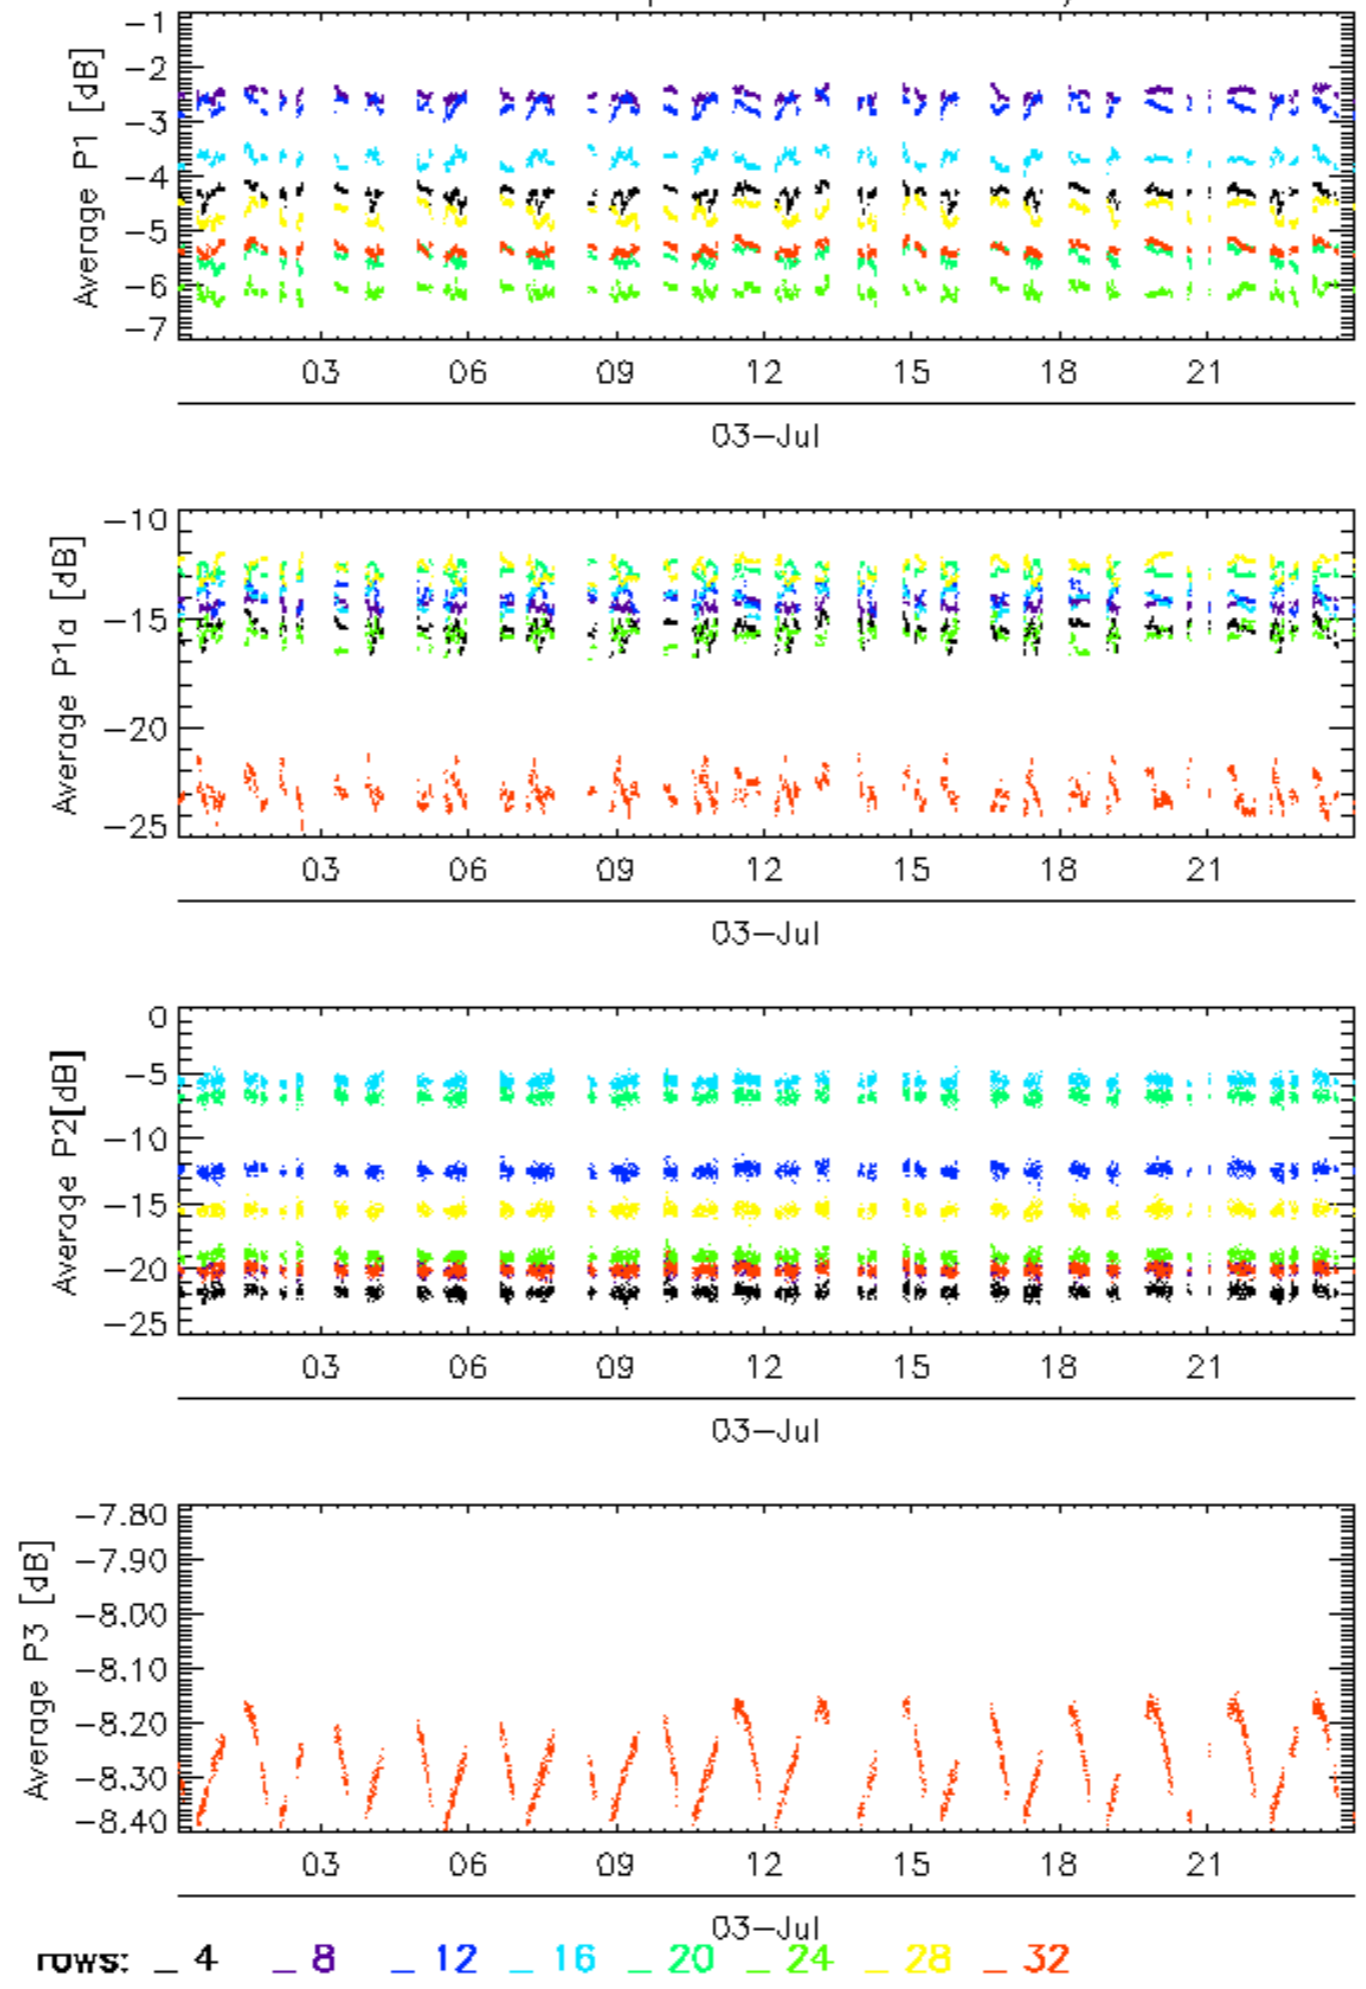 Average P1 [dB]
−1
−2
−3
−4
−5
−6
−7
03 06 09 12 15 18 21
03−Jul
Average P1a [dB]
−10
−15
−20
−25
03 06 09 12 15 18 21
03−Jul
Average P2[dB]
0
−5
−10
−15
−20
−25
03 06 09 12 15 18 21
03−Jul
Average P3 [dB]
−7.80
−7.90
−8.00
−8.10
−8.20
−8.30
−8.40
03 06 09 12 15 18 21
03−Jul
rows: _ 4 _ 8 _ 12 _ 16 _ 20 _ 24 _ 28 _ 32